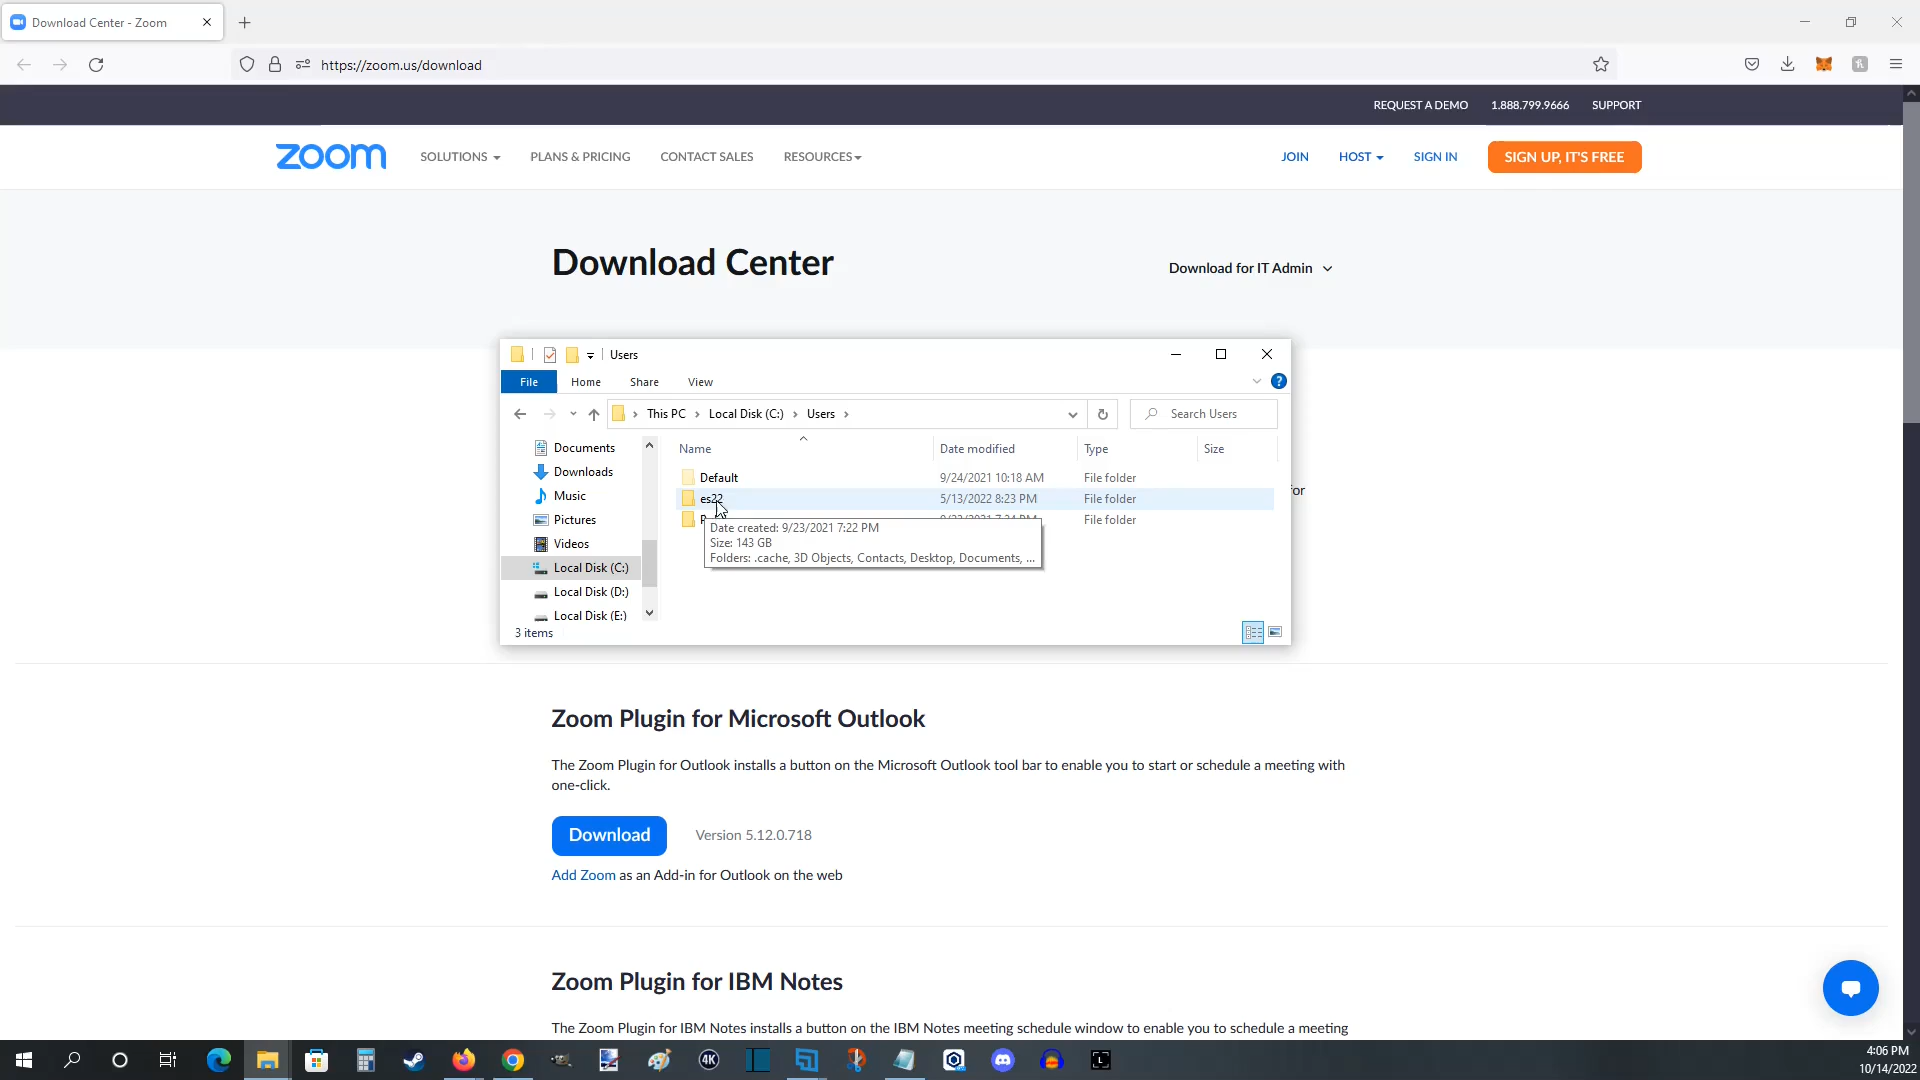 Download Center - Zoom
https://zoom.us/download
REQUEST A DEMO 1.888.799.9666 SUPPORT
zoom SOLUTIONS PLANS & PRICING CONTACT SALES RESOURCES JOIN HOST SIGN IN SIGN UP, IT'S FREE
Download Center
Download for IT Admin
Users
File Home Share View
This PC Local Disk (C:) Users Search Users
Name Date modified Type Size
Documents
Downloads
Music
Pictures
Videos
Local Disk (C:)
Local Disk (D:)
Local Disk (E:)
Default 9/24/2021 10:18 AM File folder
es22 5/13/2022 8:23 PM File folder
File folder
Date created: 9/23/2021 7:22 PM
Size: 143 GB
Folders: .cache, 3D Objects, Contacts, Desktop, Documents, ...
for
3 items
Zoom Plugin for Microsoft Outlook
The Zoom Plugin for Outlook installs a button on the Microsoft Outlook tool bar to enable you to start or schedule a meeting with
one-click.
Download Version 5.12.0.718
Add Zoom as an Add-in for Outlook on the web
Zoom Plugin for IBM Notes
The Zoom Plugin for IBM Notes installs a button on the IBM Notes meeting schedule window to enable you to schedule a meeting
4K
L
4:06 PM
10/14/2022